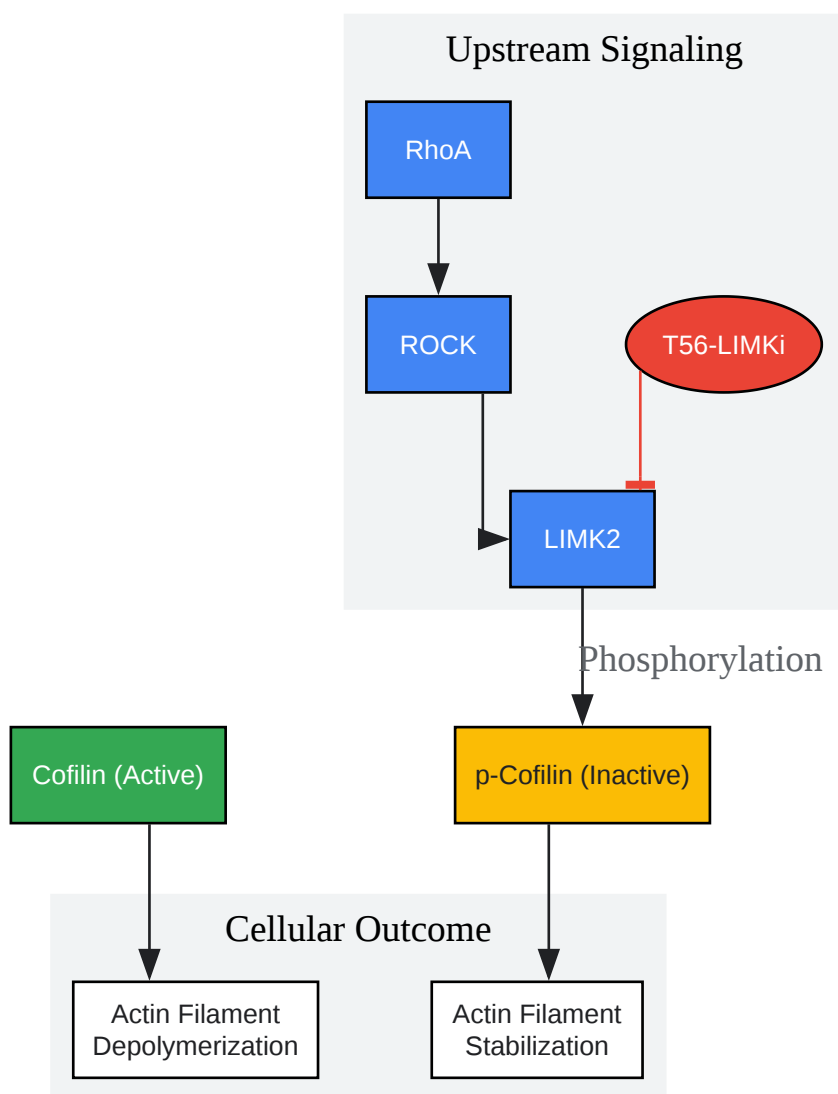 Upstream Signaling
RhoA
ROCK
T56-LIMKi
LIMK2
Phosphorylation
Cofilin (Active)
p-Cofilin (Inactive)
Cellular Outcome
Actin Filament
Depolymerization
Actin Filament
Stabilization